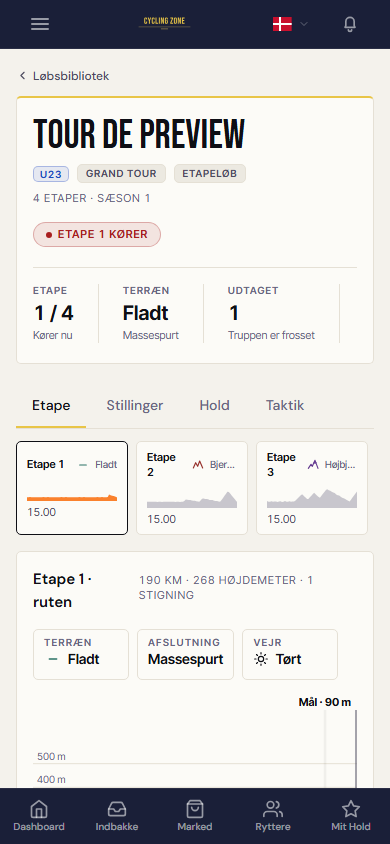 CYCLING ZONE
Løbsbibliotek
TOUR DE PREVIEW
U23 GRAND TOUR ETAPELØB
4 ETAPER · SÆSON 1
ETAPE 1 KØRER
ETAPE TERRÆN UDTAGET
1 / 4 Fladt 1
Kører nu Massespurt Truppen er frosset
Etape Stillinger Hold Taktik
Etape 1 Fladt
15.00
Etape 2 Bjer...
15.00
Etape 3 Højbj...
15.00
Etape 1 · ruten
190 KM · 268 HØJDEMETER · 1 STIGNING
TERRÆN AFSLUTNING VEJR
Fladt Massespurt Tørt
Mål · 90 m
500 m
400 m
Dashboard Indbakke Marked Ryttere Mit Hold